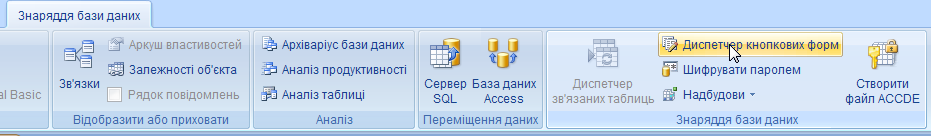 Знаряддя бази даних
al Basic
Зв'язки
Аркуш властивостей
Залежності об'єкта
Рядок повідомлень
Відобразити або приховати
Архіваріус бази даних
Аналіз продуктивності
Аналіз таблиці
Аналіз
Сервер SQL
База даних Access
Переміщення даних
Диспетчер зв'язаних таблиць
Диспетчер кнопкових форм
Шифрувати паролем
Надбудови
Створити файл ACCDE
Знаряддя бази даних